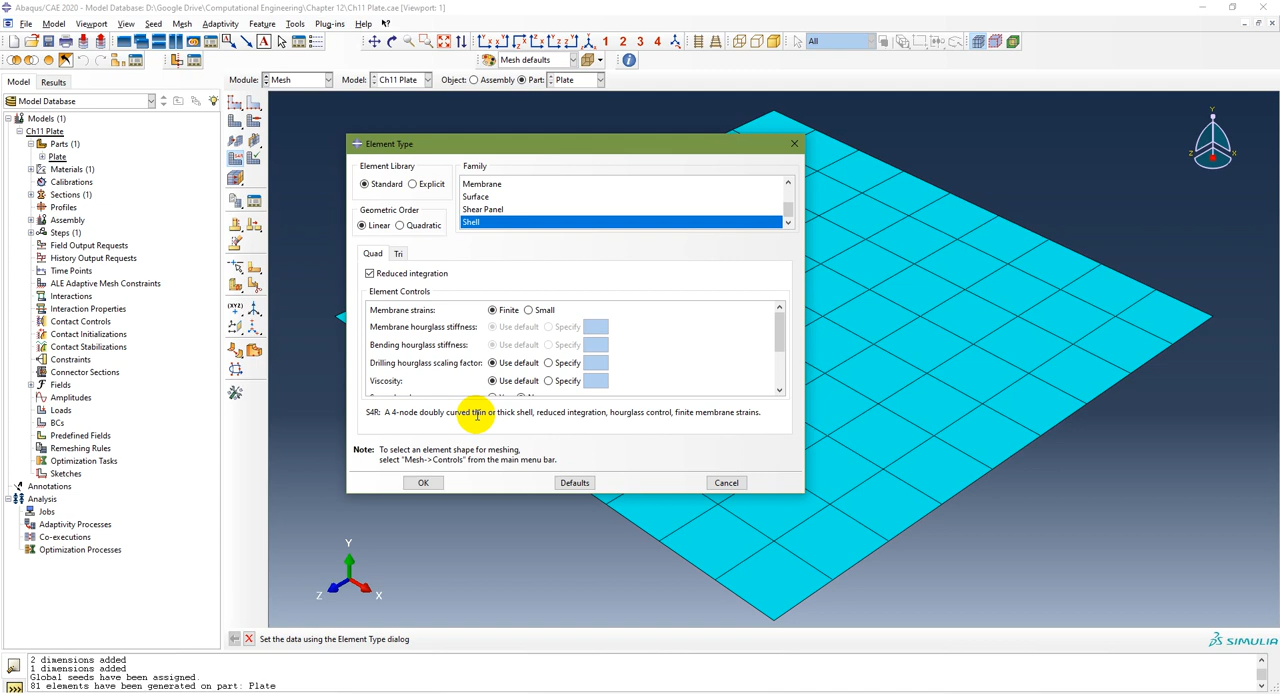 Abaqus/CAE 2020 - Model Database: C:\Google Drive\Computational Engineering\Chapter 12\Ch11 Plate.cae [Viewport: 1]
File Model Viewport View Seed Mesh Adaptivity Feature Tools Plug-ins Help
1 2 3 4 All
Mesh defaults
Model Results Module: Mesh Model: Ch11 Plate Object: Assembly Part: Plate
Model Database
Models (1)
Ch11 Plate
Parts (1)
Plate
Materials (1)
Calibrations
Sections (1)
Profiles
Assembly
Steps (1)
Field Output Requests
History Output Requests
Time Points
ALE Adaptive Mesh Constraints
Interactions
Interaction Properties
Contact Controls
Contact Initializations
Contact Stabilizations
Constraints
Connector Sections
Fields
Amplitudes
Loads
BCs
Predefined Fields
Remeshing Rules
Optimization Tasks
Sketches
Annotations
Analysis
Jobs
Adaptivity Processes
Co-executions
Optimization Processes
Element Type
Element Library Family
Standard Explicit
Membrane
Surface
Shear Panel
Shell
Geometric Order
Linear Quadratic
Quad Tri
Reduced integration
Element Controls
Membrane strains: Finite Small
Membrane hourglass stiffness: Use default Specify
Bending hourglass stiffness: Use default Specify
Drilling hourglass scaling factor: Use default Specify
Viscosity: Use default Specify
S4R: A 4-node doubly curved thin or thick shell, reduced integration, hourglass control, finite membrane strains.
Note: To select an element shape for meshing,
select "Mesh->Controls" from the main menu bar.
OK Defaults Cancel
Y
Z X
Y
Z X
Set the data using the Element Type dialog
SIMULIA
2 dimensions added
1 dimensions added
Global seeds have been assigned.
81 elements have been generated on part: Plate